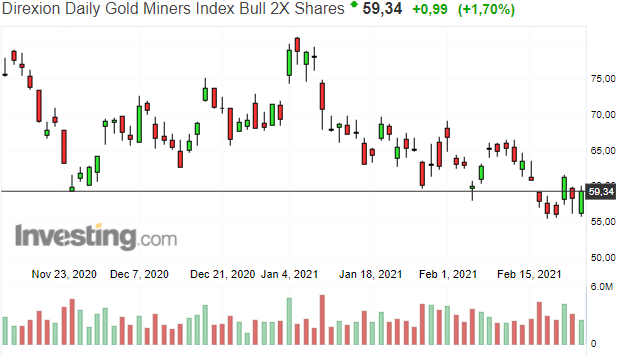 Direxion Daily Gold Miners Index Bull 2X Shares 59,34 +0,99 (+1,70%)
75,00
70,00
65,00
59,34
55,00
50,00
Investing.com
Nov 23, 2020 Dec 7, 2020 Dec 21, 2020 Jan 4, 2021 Jan 18, 2021 Feb 1, 2021 Feb 15, 2021
6.0M
0